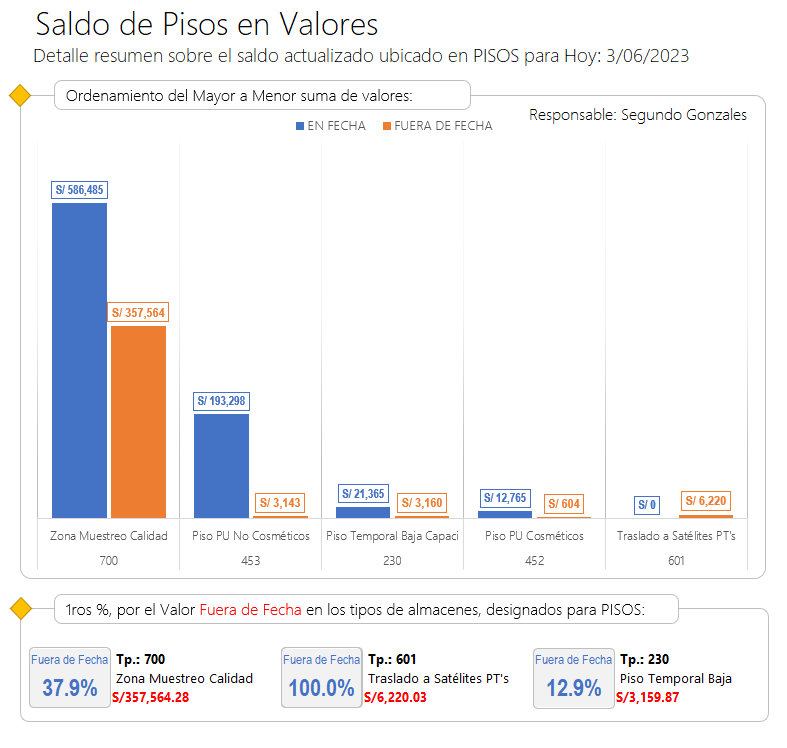 Saldo de Pisos en Valores
Detalle resumen sobre el saldo actualizado ubicado en PISOS para Hoy: 3/06/2023
Ordenamiento del Mayor a Menor suma de valores:
Responsable: Segundo Gonzales
EN FECHA FUERA DE FECHA
S/ 586,485
S/ 357,564
S/ 193,298
S/ 3,143
S/ 21,365
S/ 3,160
S/ 12,765
S/ 604
S/ 0
S/ 6,220
Zona Muestreo Calidad Piso PU No Cosméticos Piso Temporal Baja Capaci Piso PU Cosméticos Traslado a Satélites PT's
700 453 230 452 601
1ros %, por el Valor Fuera de Fecha en los tipos de almacenes, designados para PISOS:
Fuera de Fecha
37.9%
Tp.: 700
Zona Muestreo Calidad
S/357,564.28
Fuera de Fecha
100.0%
Tp.: 601
Traslado a Satélites PT's
S/6,220.03
Fuera de Fecha
12.9%
Tp.: 230
Piso Temporal Baja
S/3,159.87